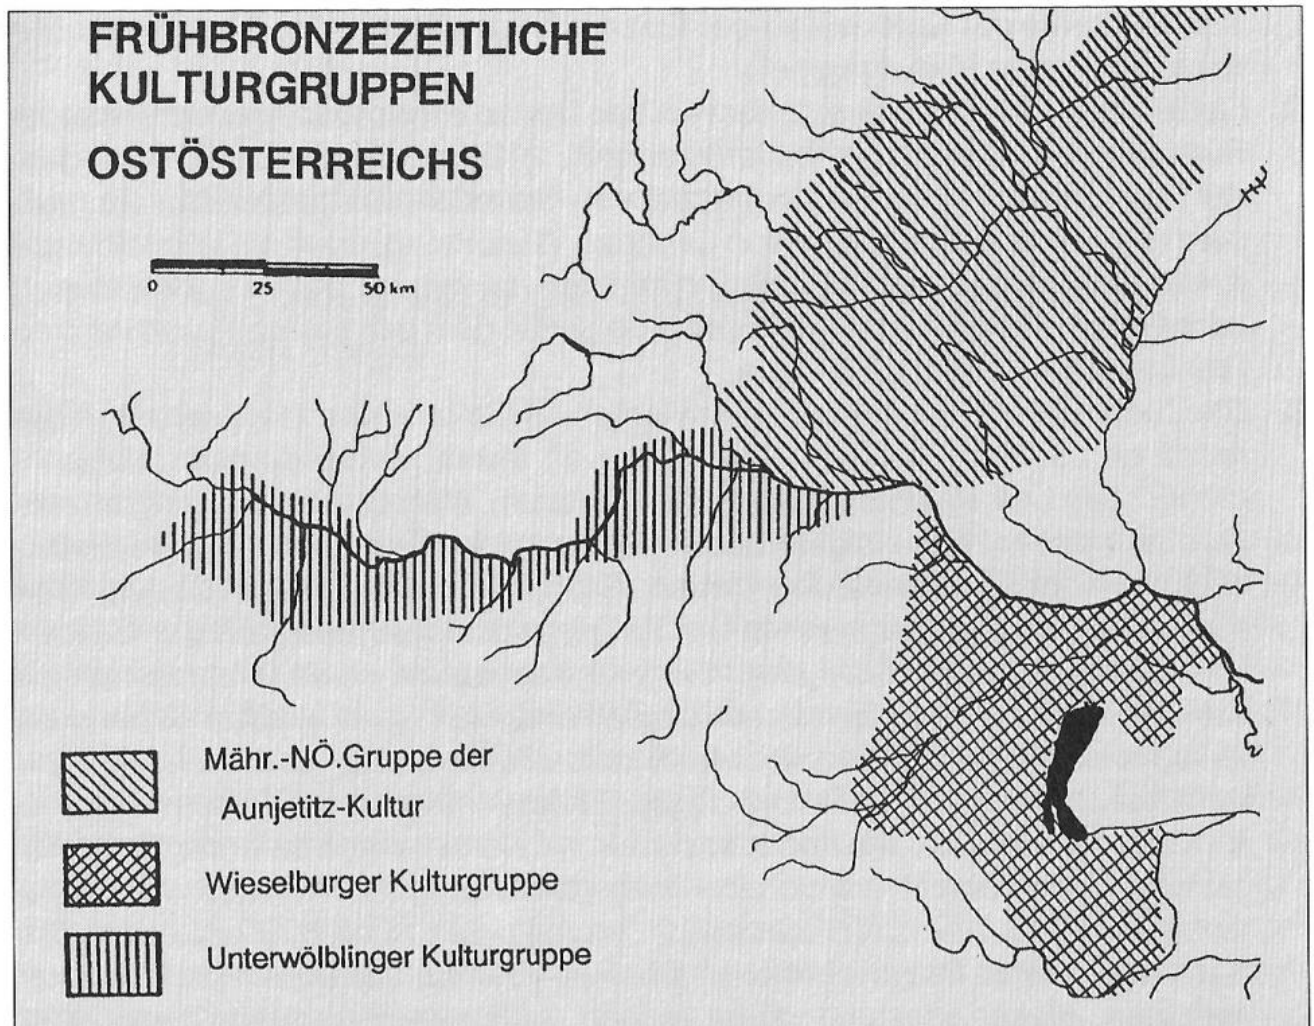 FRÜHBRONZEZEITLICHE
KULTURGRUPPEN
OSTÖSTERREICHS
0 25 50 km
Mähr.-NÖ.Gruppe der
Aunjetitz-Kultur
Wieselburger Kulturgruppe
Unterwölblinger Kulturgruppe